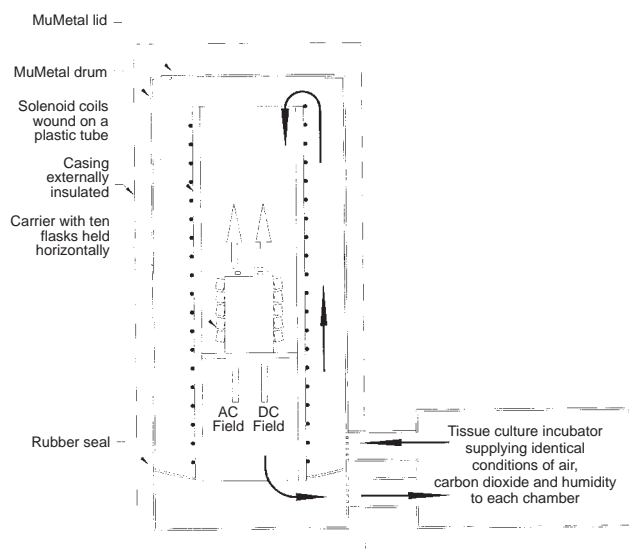 MuMetal lid
MuMetal drum
Solenoid coils
wound on a
plastic tube
Casing
externally
insulated
Carrier with ten
flasks held
horizontally
AC
Field
DC
Field
Rubber seal
Tissue culture incubator
supplying identical
conditions of air,
carbon dioxide and humidity
to each chamber